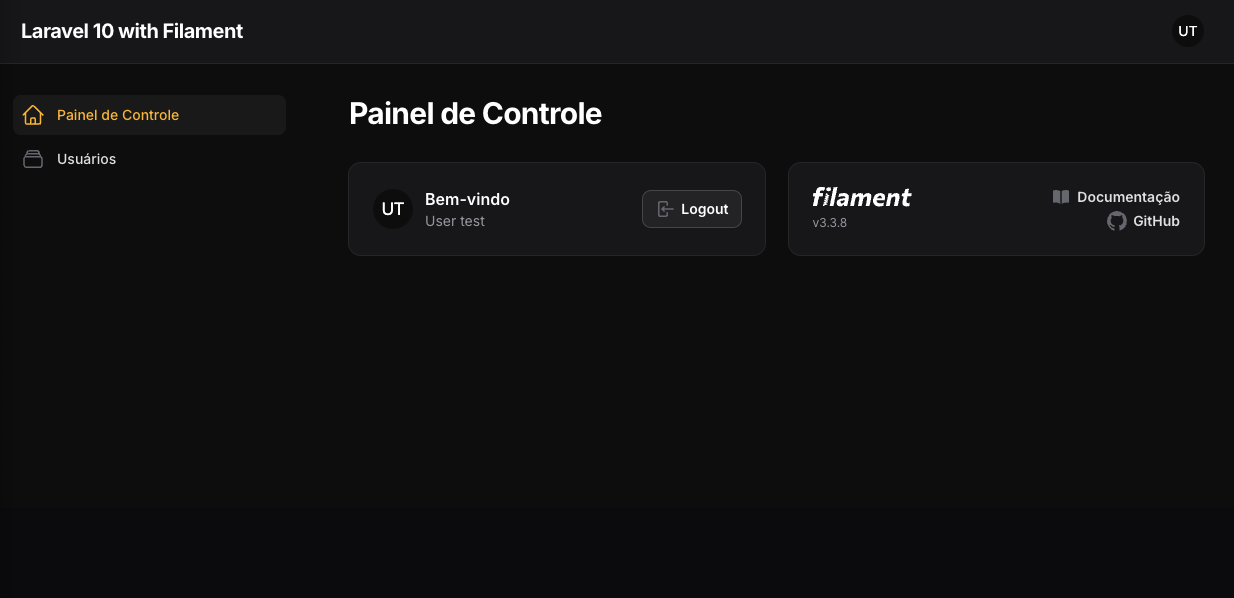 Laravel 10 with Filament
UT
Painel de Controle
Usuários
Painel de Controle
UT
Bem-vindo
User test
Logout
filament
v3.3.8
Documentação
GitHub